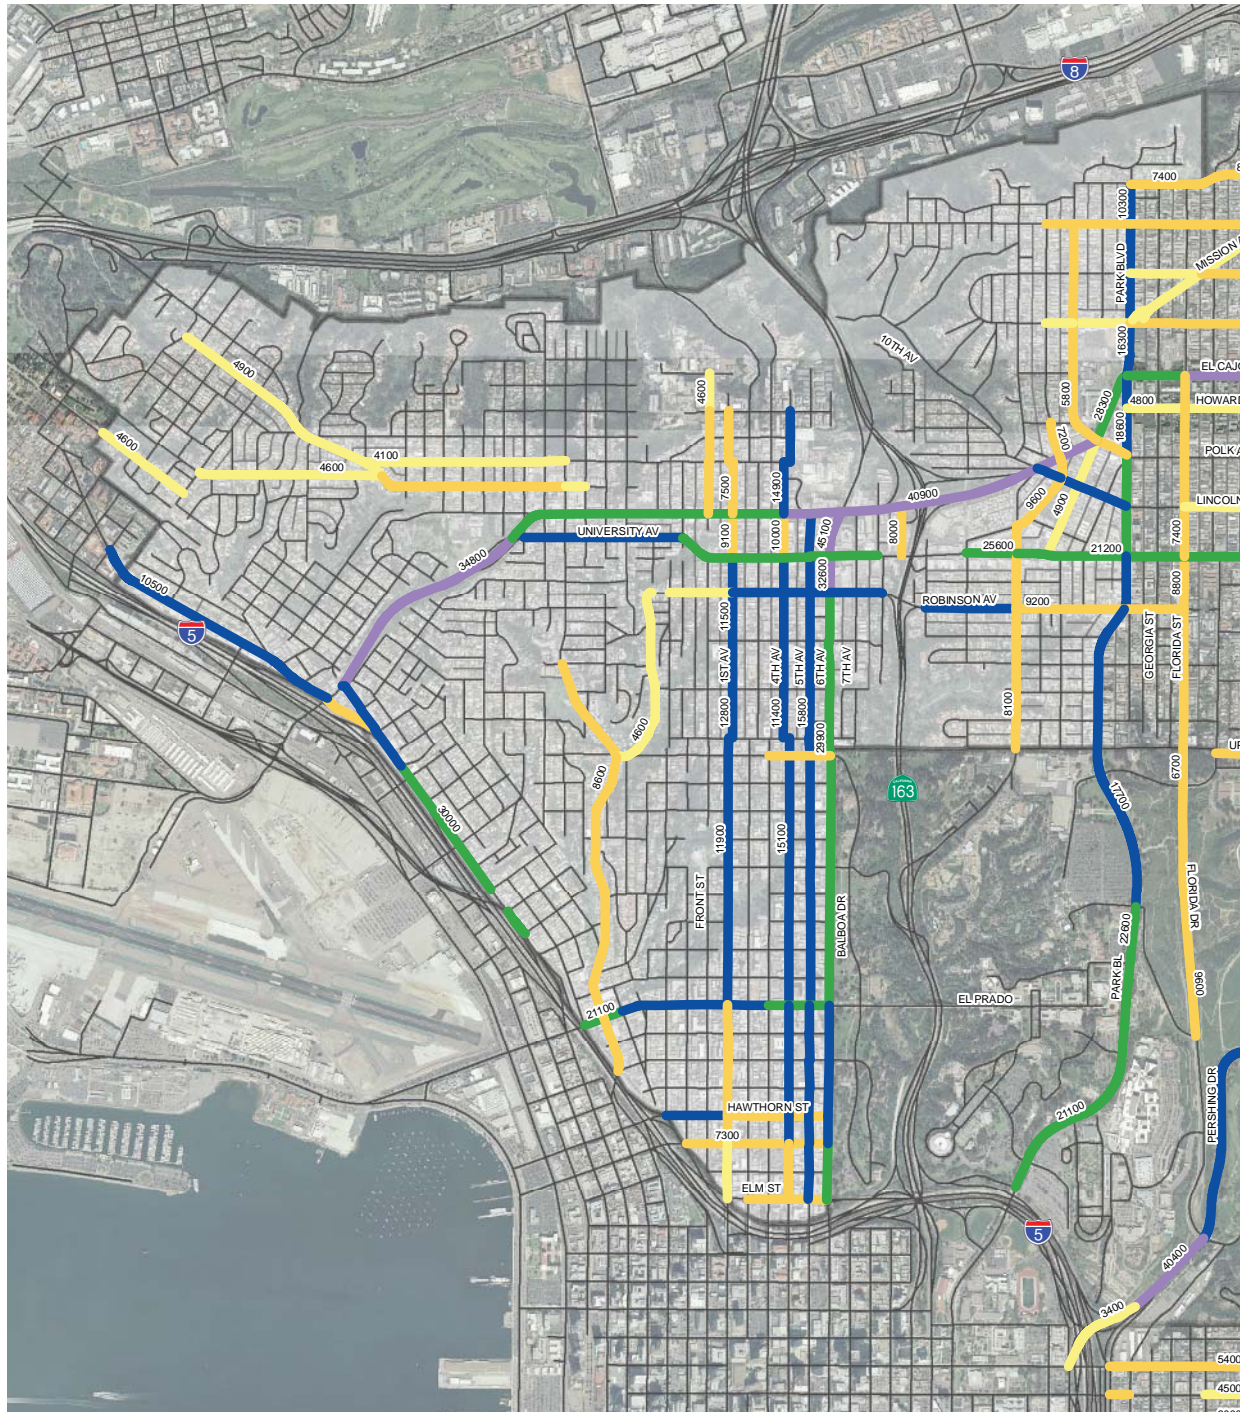 8
7400
10300
MISSION
PARK BLVD
16300
10TH AV
EL CAJO
4900
4600
5800
28300
4800
HOWARD
4600
7200
18600
POLK A
4100
4600
7500
14900
40900
9600
4900
LINCOLN
UNIVERSITY AV
9100
10000
45100
8000
25600
21200
7400
34800
32600
10500
8800
11500
ROBINSON AV
9200
5
GEORGIA ST
FLORIDA ST
1ST AV
4TH AV
5TH AV
6TH AV
7TH AV
4600
12800
11400
15800
8100
29900
UP
6700
8600
163
17700
30000
11900
15100
FRONT ST
BALBOA DR
FLORIDA DR
22600
PARK BL
9600
EL PRADO
21100
PERSHING DR
HAWTHORN ST
21100
7300
ELM ST
5
40400
3400
5400
4500